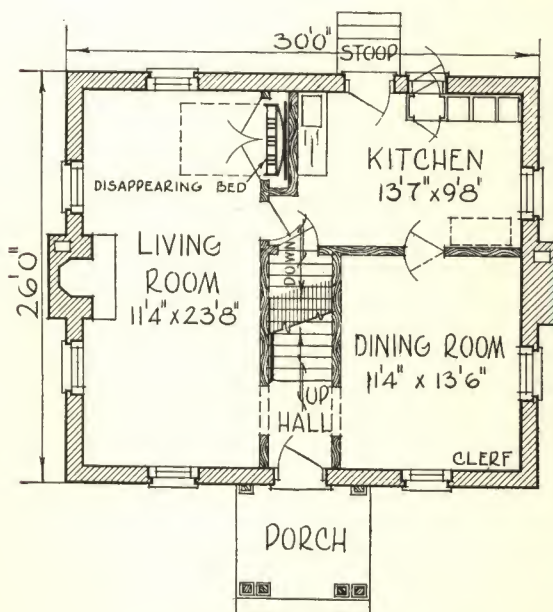 30'0"
STOOP
KITCHEN
13'7"x9'8"
DISAPPEARING BED
DOWN
26'0"
LIVING
ROOM
11'4" x 23'8"
DINING ROOM
11'4" x 13'6"
UP
HALL
CLERF
PORCH